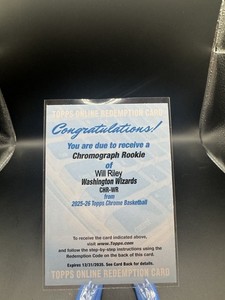 TOPPS ONLINE REDEMPTION CARD
Congratulations!
You are due to receive a
Chromograph Rookie
of
Will Riley
Washington Wizards
CHR-WR
from
2025-26 Topps Chrome Basketball
To receive the card indicated above,
visit www.Topps.com
and follow the step-by-step instructions using the
Redemption Code on the back of this card.
Expires 12/31/2035. See Card Back for details.
TOPPS ONLINE REDEMPTION CARD